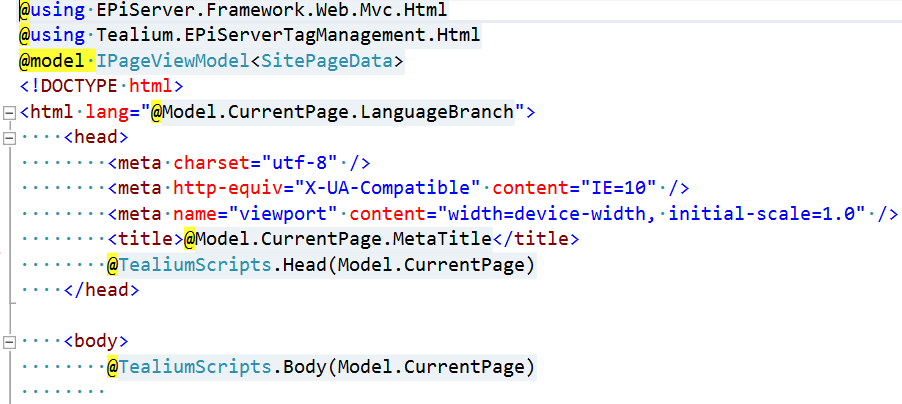 @using EPiServer.Framework.Web.Mvc.Html
@using Tealium.EPiServerTagManagement.Html
@model IPageViewModel<SitePageData>
<!DOCTYPE html>
<html lang="@Model.CurrentPage.LanguageBranch">
    <head>
        <meta charset="utf-8" />
        <meta http-equiv="X-UA-Compatible" content="IE=10" />
        <meta name="viewport" content="width=device-width, initial-scale=1.0" />
        <title>@Model.CurrentPage.MetaTitle</title>
        @TealiumScripts.Head(Model.CurrentPage)
    </head>
    <body>
        @TealiumScripts.Body(Model.CurrentPage)